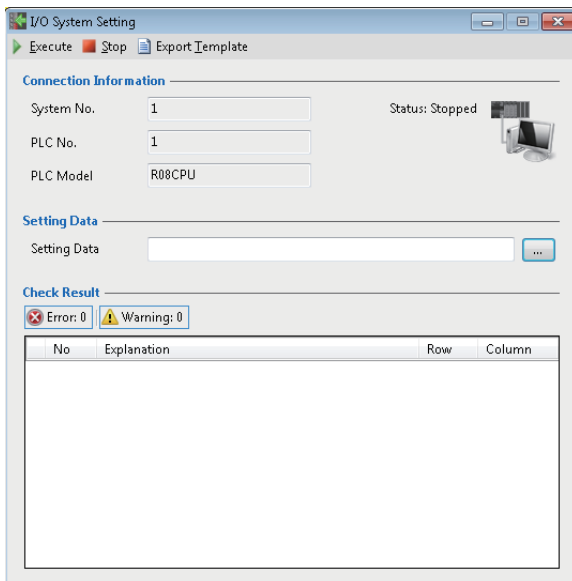 I/O System Setting
Execute Stop Export Template
Connection Information
System No. 1 Status: Stopped
PLC No. 1
PLC Model R08CPU
Setting Data
Setting Data ...
Check Result
Error: 0 Warning: 0
No Explanation Row Column